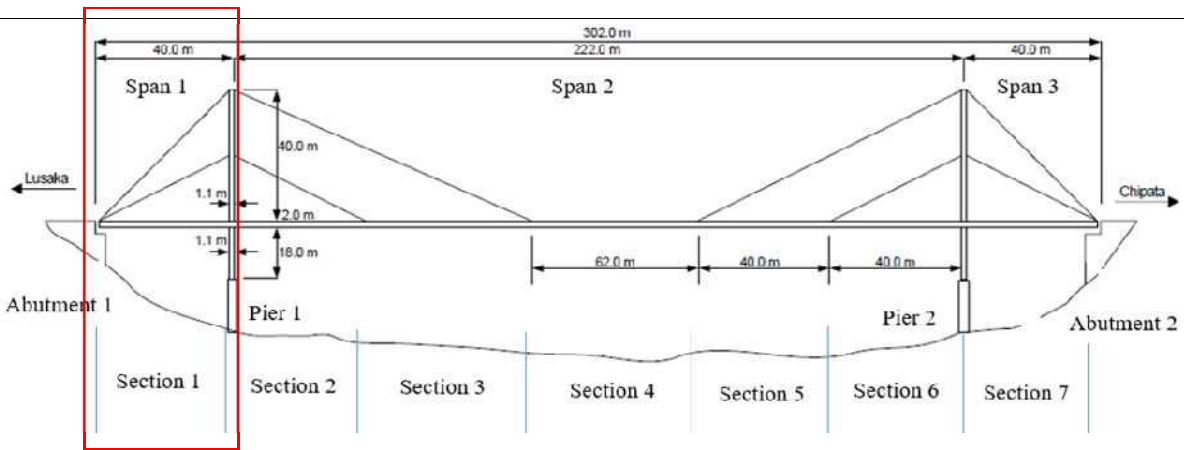 302.0 m
40.0 m 222.0 m 40.0 m
Span 1 Span 2 Span 3
40.0 m
Lusaka 1.1 m Chipata
2.0 m
1.1 m 18.0 m
62.0 m 40.0 m 40.0 m
Abutment 1 Pier 1 Pier 2 Abutment 2
Section 1 Section 2 Section 3 Section 4 Section 5 Section 6 Section 7